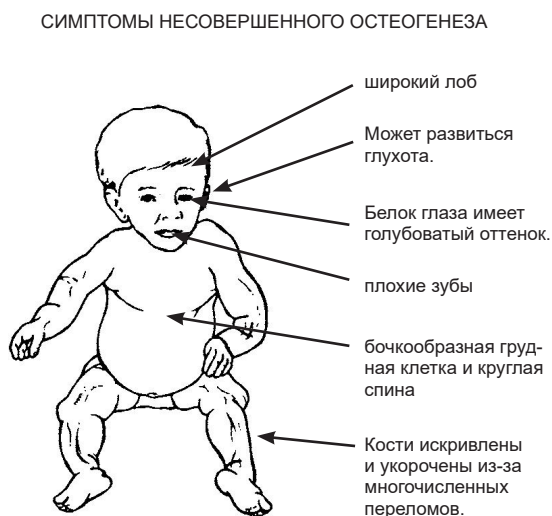 СИМПТОМЫ НЕСОВЕРШЕННОГО ОСТЕОГЕНЕЗА
широкий лоб
Может развиться
глухота.
Белок глаза имеет
голубоватый оттенок.
плохие зубы
бочкообразная груд-
ная клетка и круглая
спина
Кости искривлены
и укорочены из-за
многочисленных
переломов.